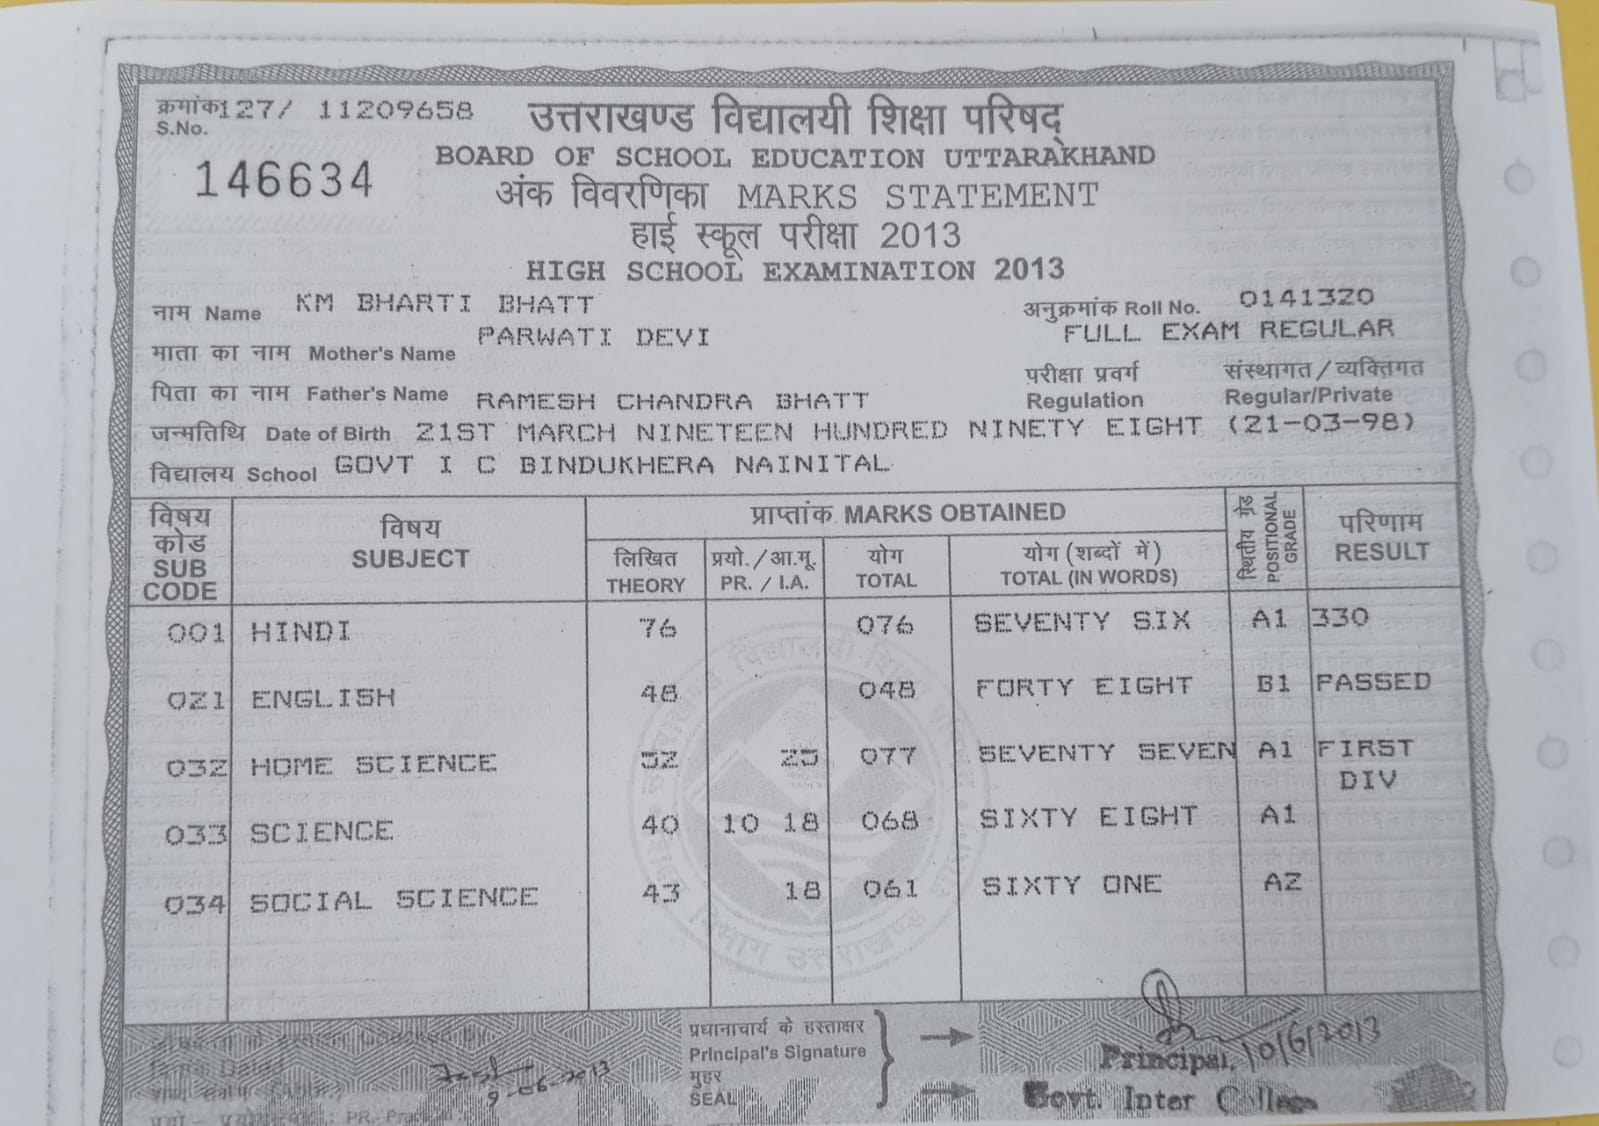 क्रमांक 127/ 11209658
S.No.
146634
उत्तराखण्ड विद्यालयी शिक्षा परिषद्
BOARD OF SCHOOL EDUCATION UTTARAKHAND
अंक विवरणिका MARKS STATEMENT
हाई स्कूल परीक्षा 2013
HIGH SCHOOL EXAMINATION 2013
नाम Name KM BHARTI BHATT अनुक्रमांक Roll No. 0141320
माता का नाम Mother's Name PARWATI DEVI FULL EXAM REGULAR
परीक्षा प्रवर्ग संस्थागत/व्यक्तिगत
पिता का नाम Father's Name RAMESH CHANDRA BHATT Regulation Regular/Private
जन्मतिथि Date of Birth 21ST MARCH NINETEEN HUNDRED NINETY EIGHT (21-03-98)
विद्यालय School GOVT I C BINDUKHERA NAINITAL
विषय कोड SUB CODE विषय SUBJECT प्राप्तांक MARKS OBTAINED स्थितीय ग्रेड POSITIONAL GRADE परिणाम RESULT
लिखित THEORY प्रयो./आ.मू. PR. / I.A. योग TOTAL योग (शब्दों में) TOTAL (IN WORDS)
001 HINDI 76 076 SEVENTY SIX A1 330
021 ENGLISH 48 048 FORTY EIGHT B1 PASSED
032 HOME SCIENCE 52 25 077 SEVENTY SEVEN A1 FIRST
DIV
033 SCIENCE 40 10 18 068 SIXTY EIGHT A1
034 SOCIAL SCIENCE 43 18 061 SIXTY ONE A2
प्रधानाचार्य के हस्ताक्षर
Principal's Signature
मुहर
SEAL
10/6/2013
Principal,
Govt. Inter College